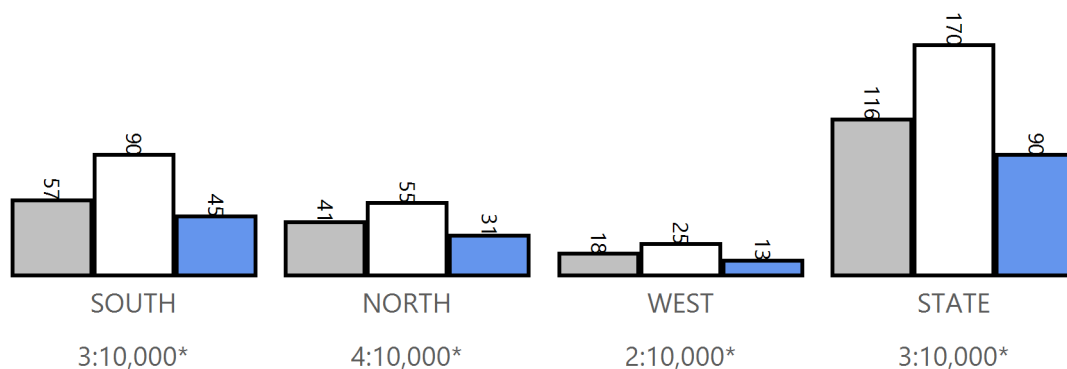 57 90 45 41 55 31 18 25 13 116 170 90
SOUTH NORTH WEST STATE
3:10,000* 4:10,000* 2:10,000* 3:10,000*